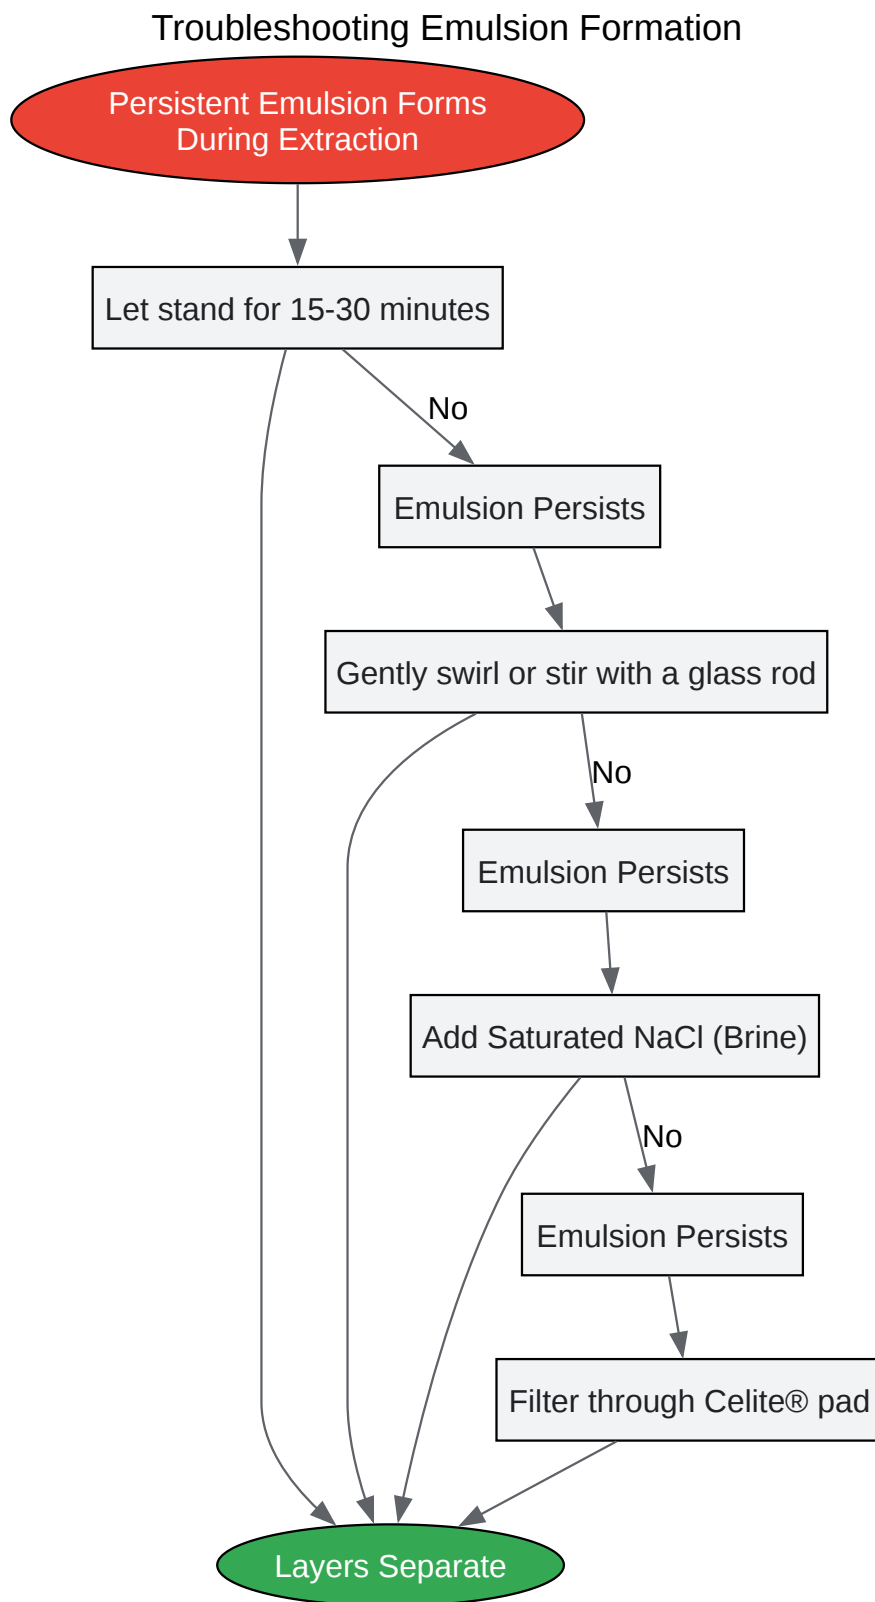 Troubleshooting Emulsion Formation
Persistent Emulsion Forms
During Extraction
Let stand for 15-30 minutes
No
Emulsion Persists
Gently swirl or stir with a glass rod
No
Emulsion Persists
Add Saturated NaCl (Brine)
No
Emulsion Persists
Filter through Celite® pad
Layers Separate